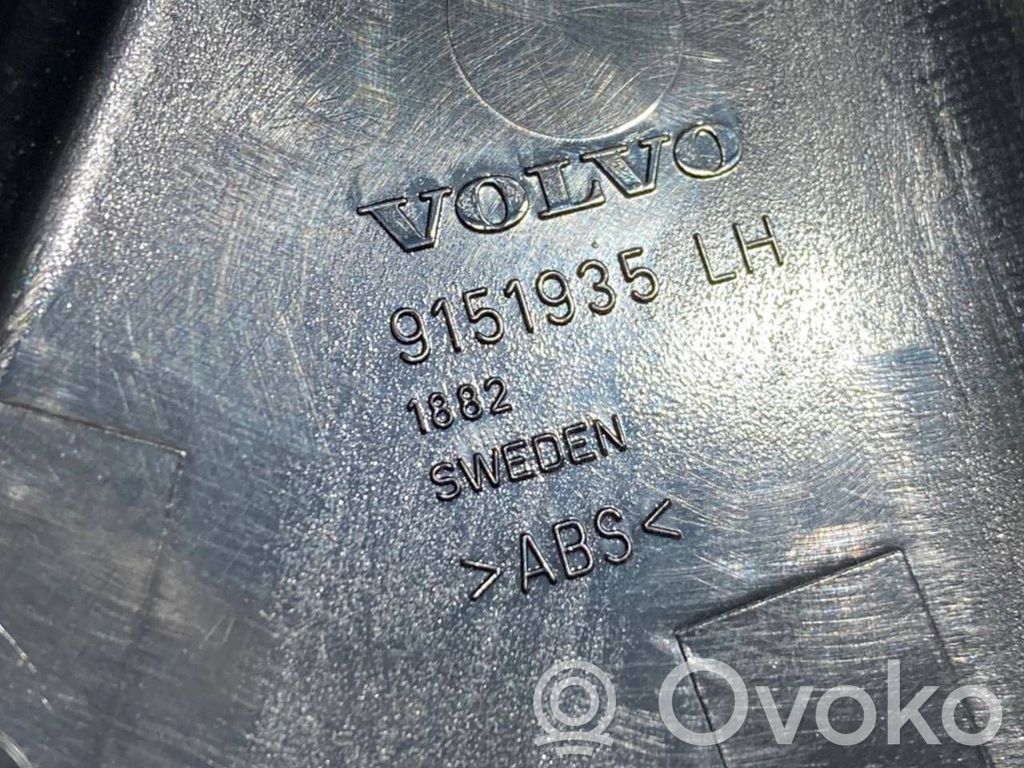 VOLVO
9151935 LH
1882
SWEDEN
>ABS<
R Ovoko